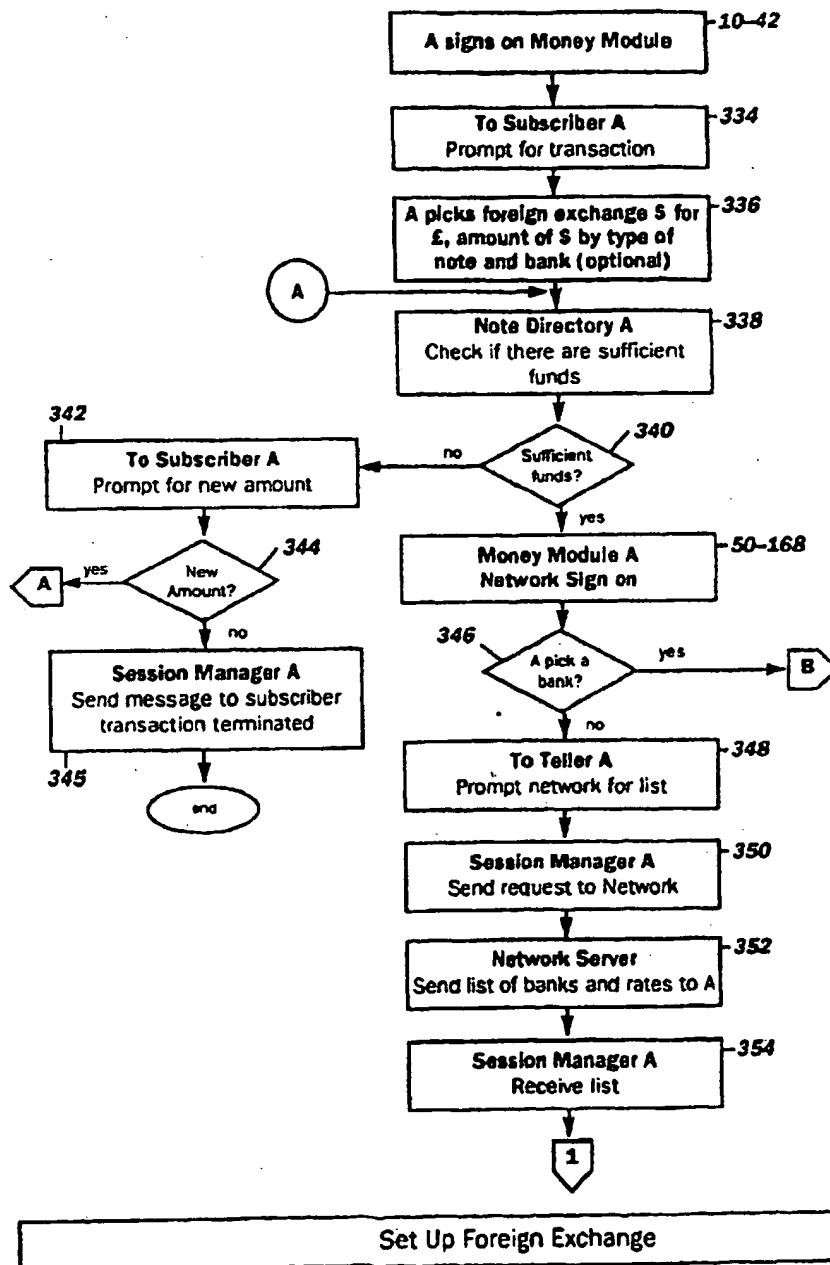 A signs on Money Module
10-42
To Subscriber A
Prompt for transaction
334
A picks foreign exchange $ for
£, amount of $ by type of
note and bank (optional)
336
A
Note Directory A
Check if there are sufficient
funds
338
342
To Subscriber A
Prompt for new amount
no
Sufficient
funds?
340
yes
A
yes
New
Amount?
344
no
Money Module A
Network Sign on
50-168
Session Manager A
Send message to subscriber
transaction terminated
345
end
346
A pick a
bank?
yes
B
no
To Teller A
Prompt network for list
348
Session Manager A
Send request to Network
350
Network Server
Send list of banks and rates to A
352
Session Manager A
Receive list
354
1
Set Up Foreign Exchange